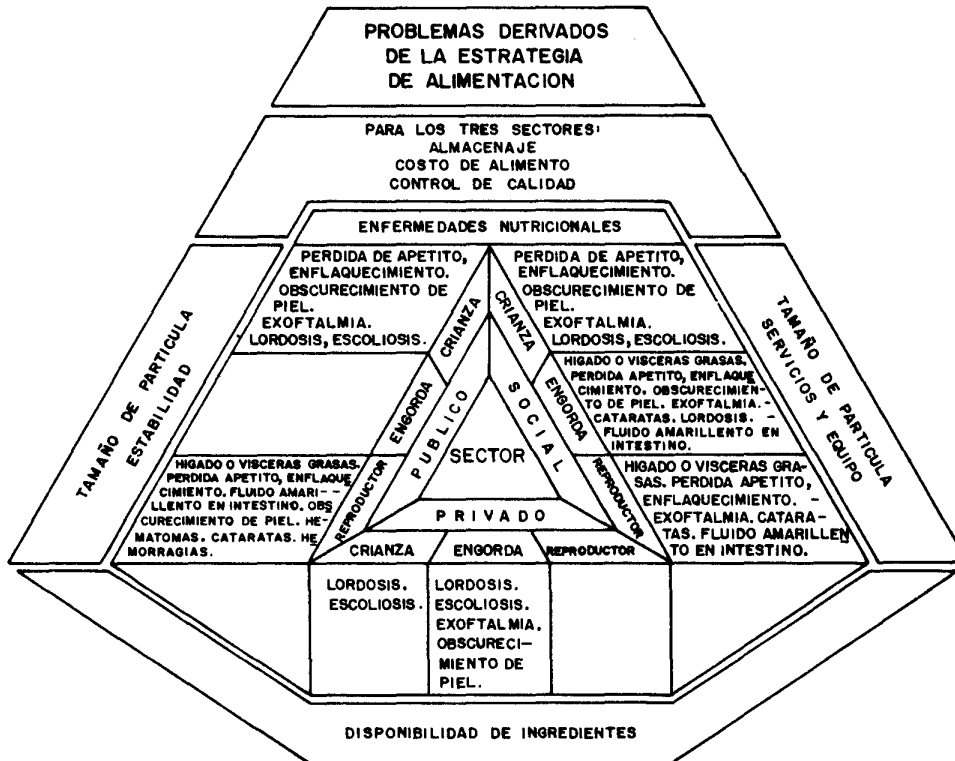 PROBLEMAS DERIVADOS
DE LA ESTRATEGIA
DE ALIMENTACION
PARA LOS TRES SECTORES:
ALMACENAJE
COSTO DE ALIMENTO
CONTROL DE CALIDAD
ENFERMEDADES NUTRICIONALES
PERDIDA DE APETITO,
ENFLAQUECIMIENTO.
OBSCURECIMIENTO DE
PIEL.
EXOFTALMIA.
LORDOSIS, ESCOLIOSIS.
PERDIDA DE APETITO,
ENFLAQUECIMIENTO.
OBSCURECIMIENTO DE
PIEL.
EXOFTALMIA.
LORDOSIS, ESCOLIOSIS.
CRIANZA
CRIANZA
TAMAÑO DE PARTICULA
ESTABILIDAD
TAMAÑO DE PARTICULA
SERVICIOS Y EQUIPO
ENGORDA
ENGORDA
HIGADO O VISCERAS GRASAS.
PERDIDA APETITO, ENFLAQUE
CIMIENTO. OBSCURECIMIEN-
TO DE PIEL. EXOFTALMIA. -
CATARATAS. LORDOSIS. -
FLUIDO AMARILLENTO EN
INTESTINO.
PUBLICO
SOCIAL
SECTOR
PRIVADO
HIGADO O VISCERAS GRASAS.
PERDIDA APETITO, ENFLAQUE
CIMIENTO. FLUIDO AMARI--
LLENTO EN INTESTINO. OBS
CURECIMIENTO DE PIEL. HE-
MATOMAS. CATARATAS. HE
MORRAGIAS.
REPRODUCTOR
REPRODUCTOR
HIGADO O VISCERAS GRA-
SAS. PERDIDA APETITO,
ENFLAQUECIMIENTO. -
EXOFTALMIA. CATARA-
TAS. FLUIDO AMARILLEN
TO EN INTESTINO.
CRIANZA
ENGORDA
REPRODUCTOR
LORDOSIS.
ESCOLIOSIS.
LORDOSIS.
ESCOLIOSIS.
EXOFTALMIA.
OBSCURECI-
MIENTO DE
PIEL.
DISPONIBILIDAD DE INGREDIENTES